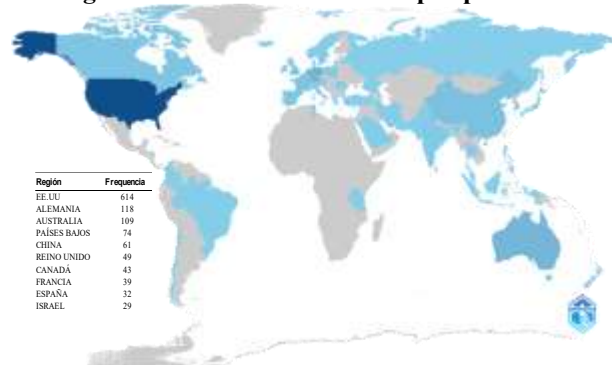 Región Frequencia
EE.UU 614
ALEMANIA 118
AUSTRALIA 109
PAÍSES BAJOS 74
CHINA 61
REINO UNIDO 49
CANADÁ 43
FRANCIA 39
ESPAÑA 32
ISRAEL 29